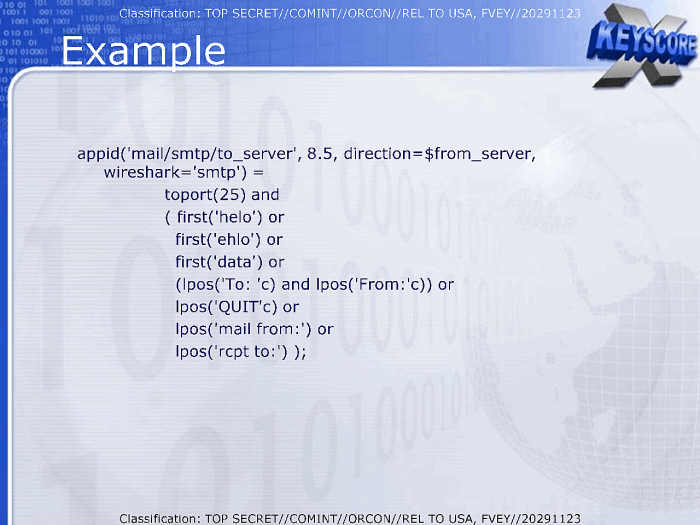 Classification: TOP SECRET//COMINT//ORCON//REL TO USA, FVEY//20291123
Example
X
KEYSCORE
appid('mail/smtp/to_server', 8.5, direction=$from_server,
wireshark='smtp') =
toport(25) and
( first('helo') or
first('ehlo') or
first('data') or
(lpos('To: 'c) and lpos('From:'c)) or
lpos('QUIT'c) or
lpos('mail from:') or
lpos('rcpt to:') );
Classification: TOP SECRET//COMINT//ORCON//REL TO USA, FVEY//20291123